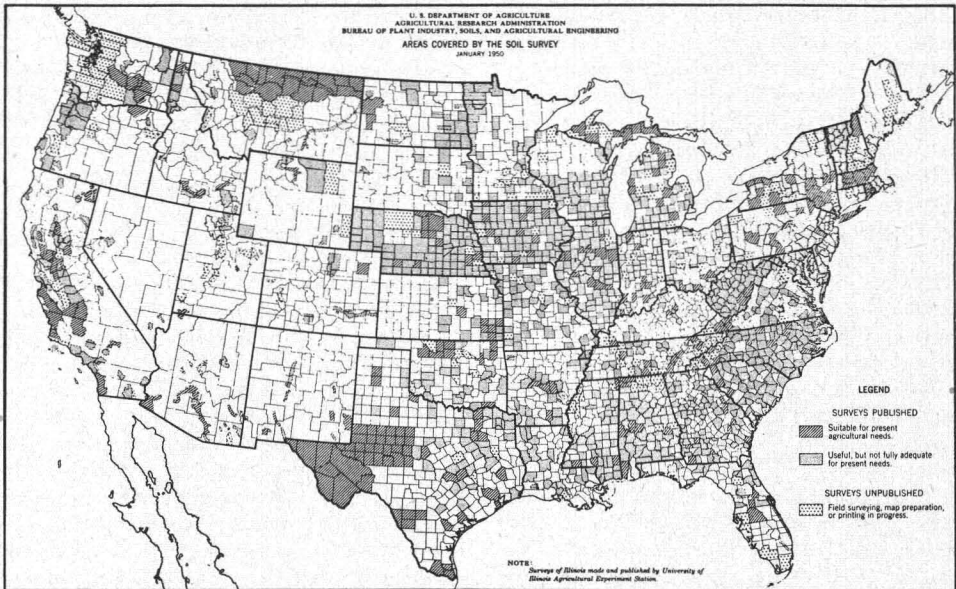 U. S. DEPARTMENT OF AGRICULTURE
AGRICULTURAL RESEARCH ADMINISTRATION
BUREAU OF PLANT INDUSTRY, SOILS, AND AGRICULTURAL ENGINEERING
AREAS COVERED BY THE SOIL SURVEY
JANUARY 1950
LEGEND
SURVEYS PUBLISHED
Suitable for present
agricultural needs.
Useful, but not fully adequate
for present needs.
SURVEYS UNPUBLISHED
Field surveying, map preparation,
or printing in progress.
NOTE:
Surveys of Illinois made and published by University of
Illinois Agricultural Experiment Station.